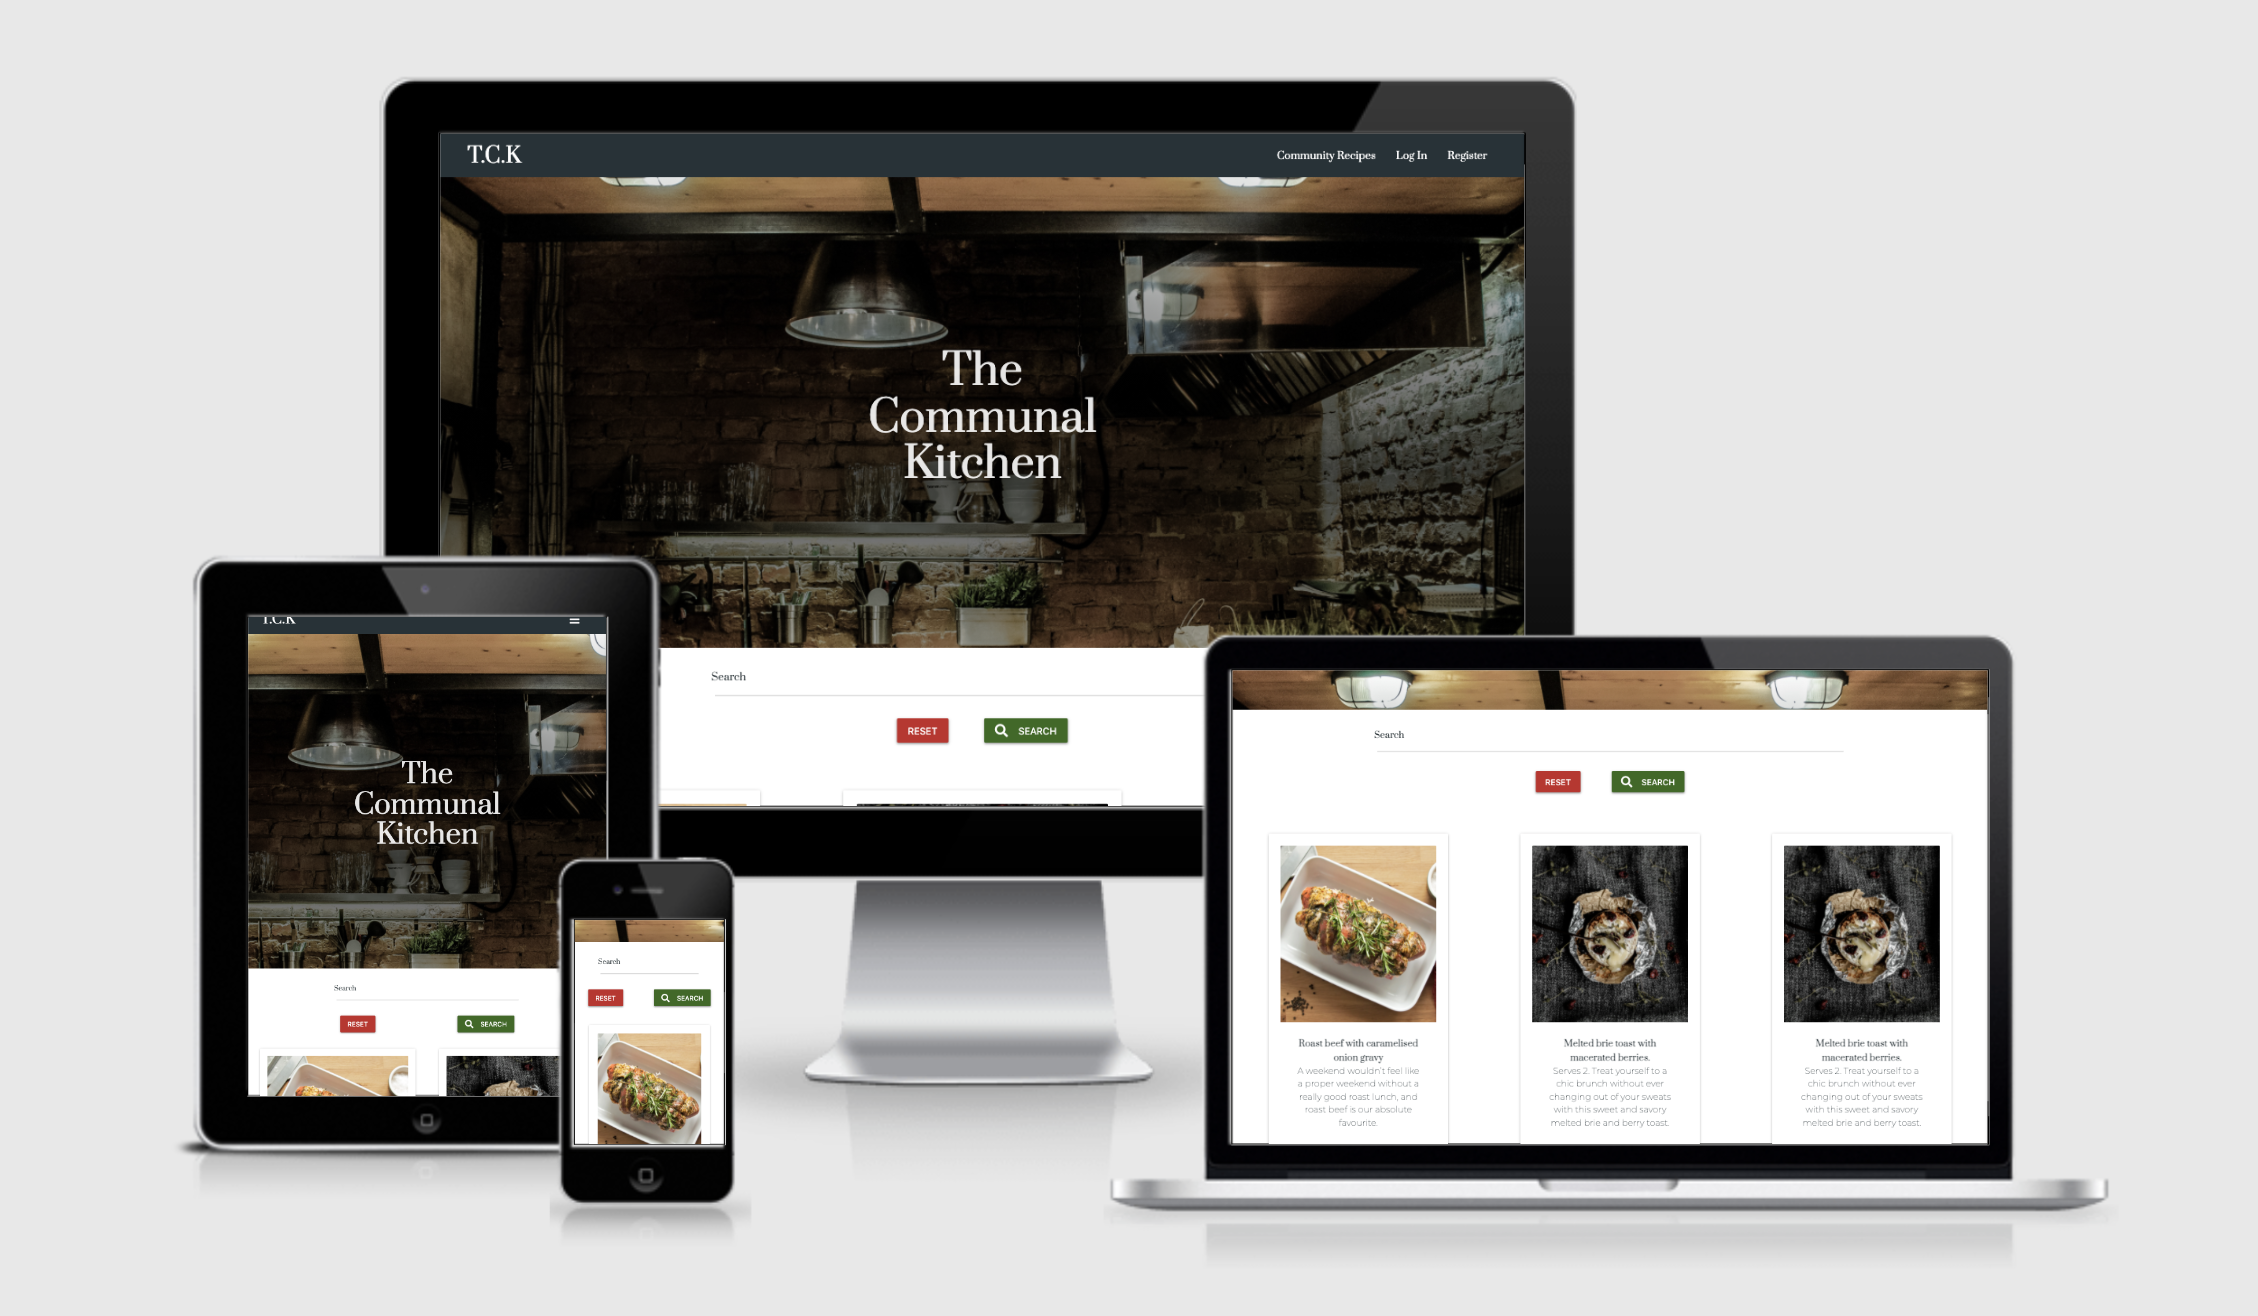 T.C.K
Community Recipes Log In Register
The
Communal
Kitchen
Search
RESET SEARCH
T.C.K
The
Communal
Kitchen
Search
RESET SEARCH
Search
RESET SEARCH
Search
RESET SEARCH
Roast beef with caramelised
onion gravy
A weekend wouldn't feel like
a proper weekend without a
really good roast lunch, and
roast beef is our absolute
favourite.
Melted brie toast with
macerated berries.
Serves 2. Treat yourself to a
chic brunch without ever
changing out of your sweats
with this sweet and savory
melted brie and berry toast.
Melted brie toast with
macerated berries.
Serves 2. Treat yourself to a
chic brunch without ever
changing out of your sweats
with this sweet and savory
melted brie and berry toast.